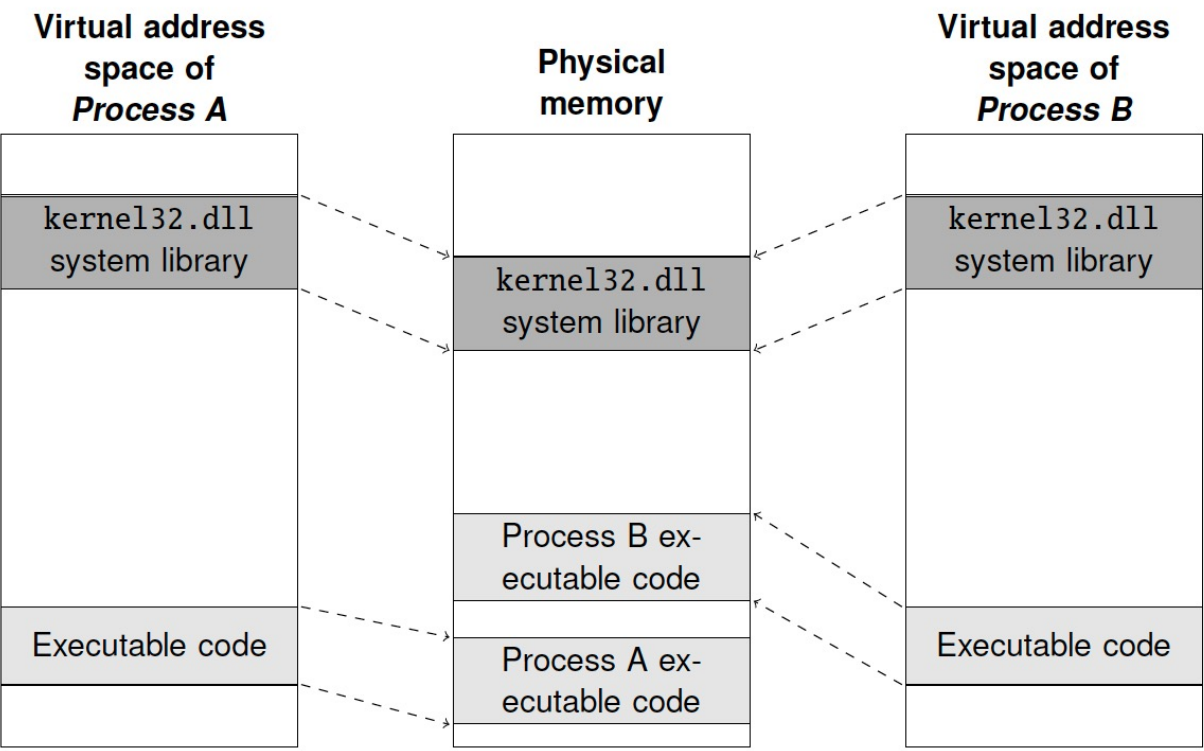 Virtual address
space of
Process A
kernel32.dll
system library
Executable code
Physical
memory
kernel32.dll
system library
Process B ex-
ecutable code
Process A ex-
ecutable code
Virtual address
space of
Process B
kernel32.dll
system library
Executable code